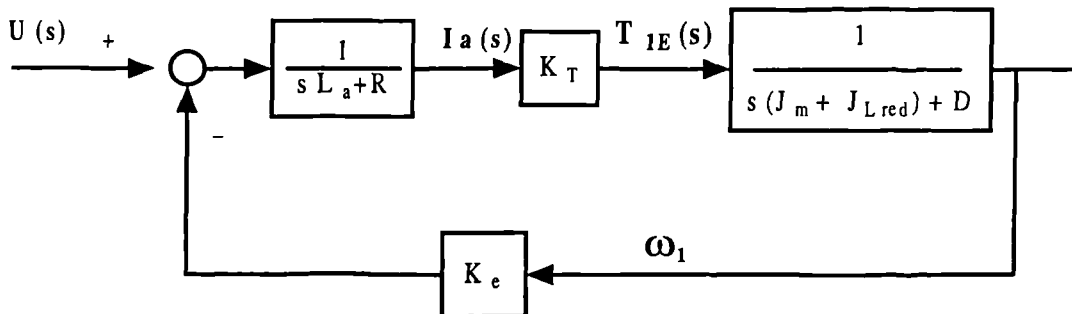 U (s)
+
1
s L a + R
I a (s)
K T
T 1E (s)
1
s (J m + J L red) + D
–
K e
ω1